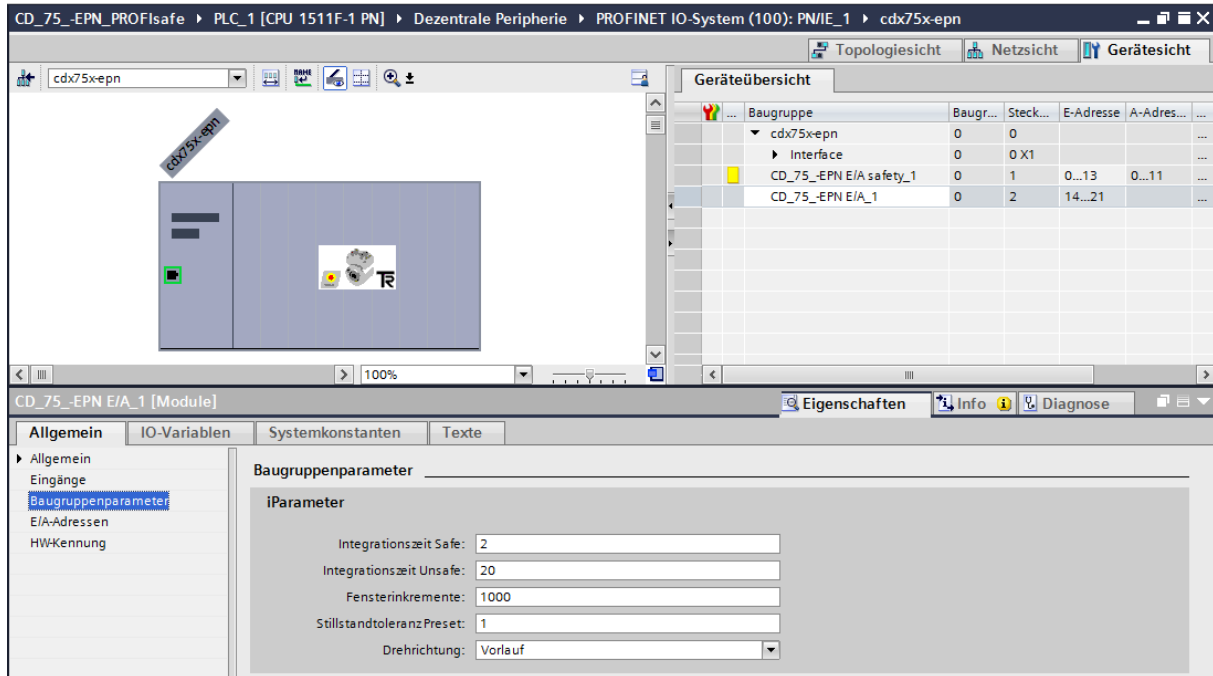 CD_75_-EPN_PROFIsafe ▸ PLC_1 [CPU 1511F-1 PN] ▸ Dezentrale Peripherie ▸ PROFINET IO-System (100): PN/IE_1 ▸ cdx75x-epn
Topologiesicht Netzsicht Gerätesicht
cdx75x-epn
cdx75x-epn
TR
100%
Geräteübersicht
... Baugruppe Baugr... Steck... E-Adresse A-Adres... ...
cdx75x-epn 0 0 ...
Interface 0 0 X1 ...
CD_75_-EPN E/A safety_1 0 1 0...13 0...11 ...
CD_75_-EPN E/A_1 0 2 14...21 ...
CD_75_-EPN E/A_1 [Module]
Eigenschaften Info Diagnose
Allgemein IO-Variablen Systemkonstanten Texte
Allgemein
Eingänge
Baugruppenparameter
E/A-Adressen
HW-Kennung
Baugruppenparameter
iParameter
Integrationszeit Safe: 2
Integrationszeit Unsafe: 20
Fensterinkremente: 1000
Stillstandtoleranz Preset: 1
Drehrichtung: Vorlauf